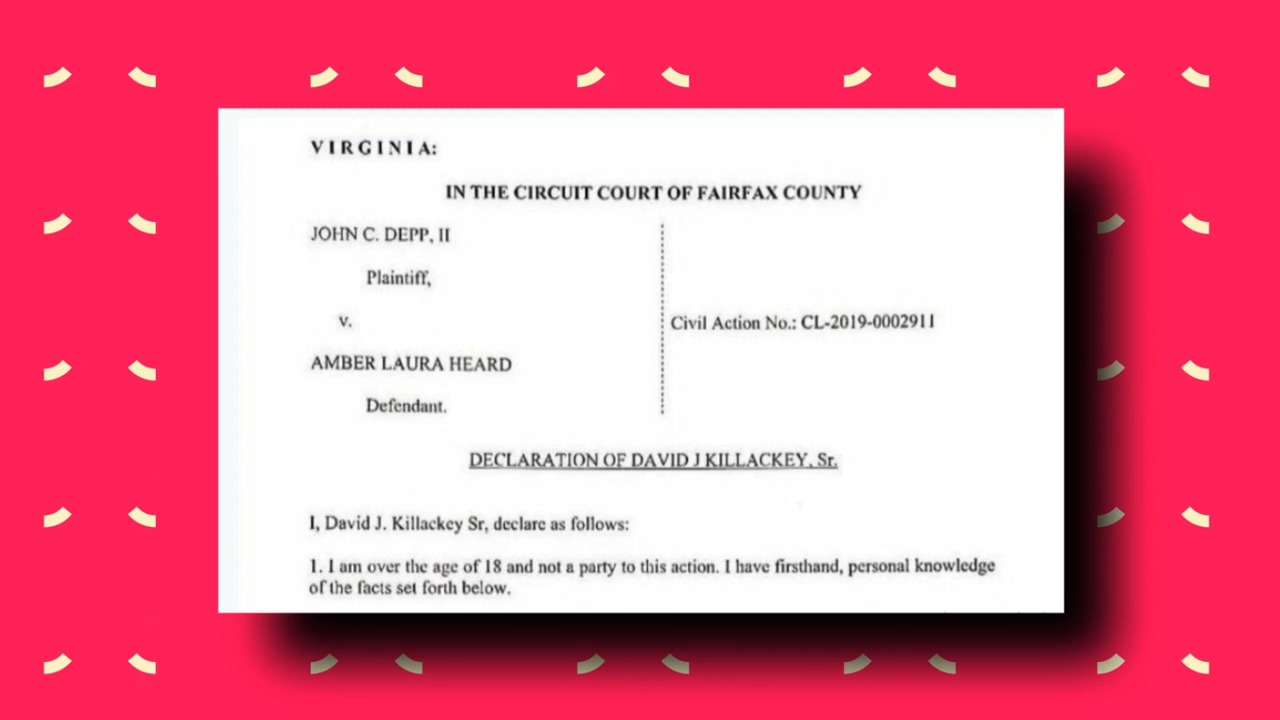 VIRGINIA:
IN THE CIRCUIT COURT OF FAIRFAX COUNTY
JOHN C. DEPP, II
Plaintiff,
v.
Civil Action No.: CL-2019-0002911
AMBER LAURA HEARD
Defendant.
DECLARATION OF DAVID J KILLACKEY, Sr.
I, David J. Killackey Sr, declare as follows:
1. I am over the age of 18 and not a party to this action. I have firsthand, personal knowledge
of the facts set forth below.